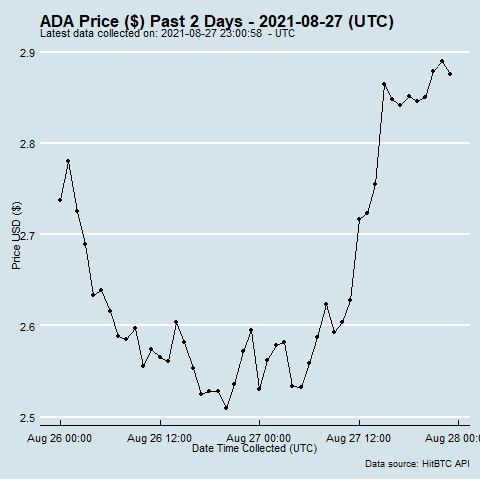 ADA Price ($) Past 2 Days - 2021-08-27 (UTC)
Latest data collected on: 2021-08-27 23:00:58 - UTC
2.9
2.8
2.7
2.6
2.5
Price USD ($)
Aug 26 00:00 Aug 26 12:00 Aug 27 00:00 Aug 27 12:00 Aug 28 00:
Date Time Collected (UTC)
Data source: HitBTC API